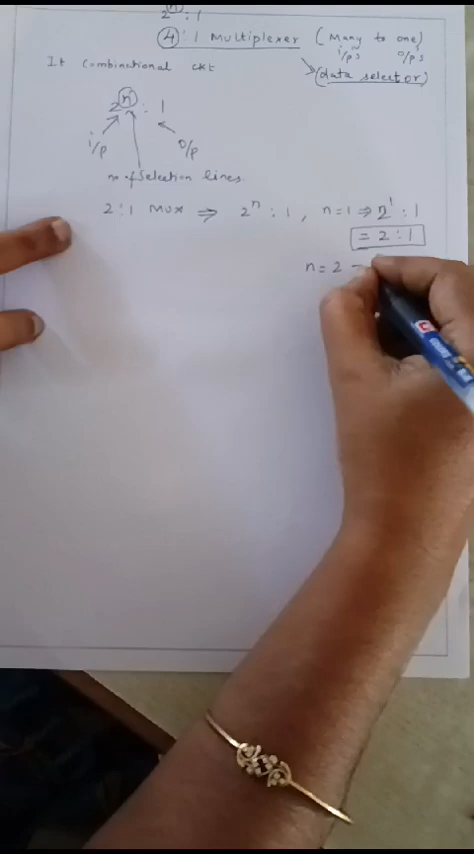 2ⁿ : 1
4 : 1 Multiplexer (Many to one)
i/p's o/p's
It Combinational ckt
(data selector)
2ⁿ : 1
i/p o/p
no. of Selection lines.
2 : 1 Mux ⇒ 2ⁿ : 1 , n = 1 ⇒ 2¹ : 1
= 2 : 1
n = 2